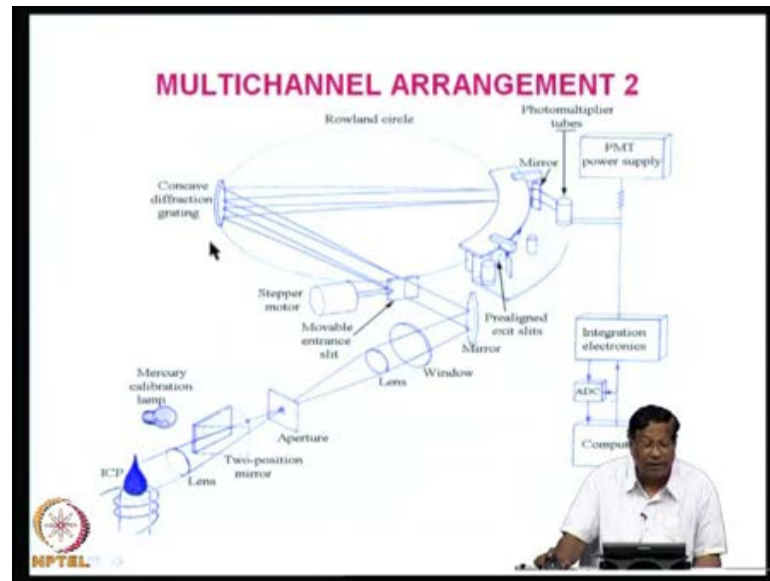 MULTICHANNEL ARRANGEMENT 2
Rowland circle
Photomultiplier
tubes
PMT
power supply
Mirror
Concave
diffraction
grating
Stepper
motor
Movable
entrance
slit
Prealigned
exit slits
Mirror
Integration
electronics
Lens
Window
Mercury
calibration
lamp
ADC
Aperture
Two-position
mirror
ICP
Lens
NPTEL